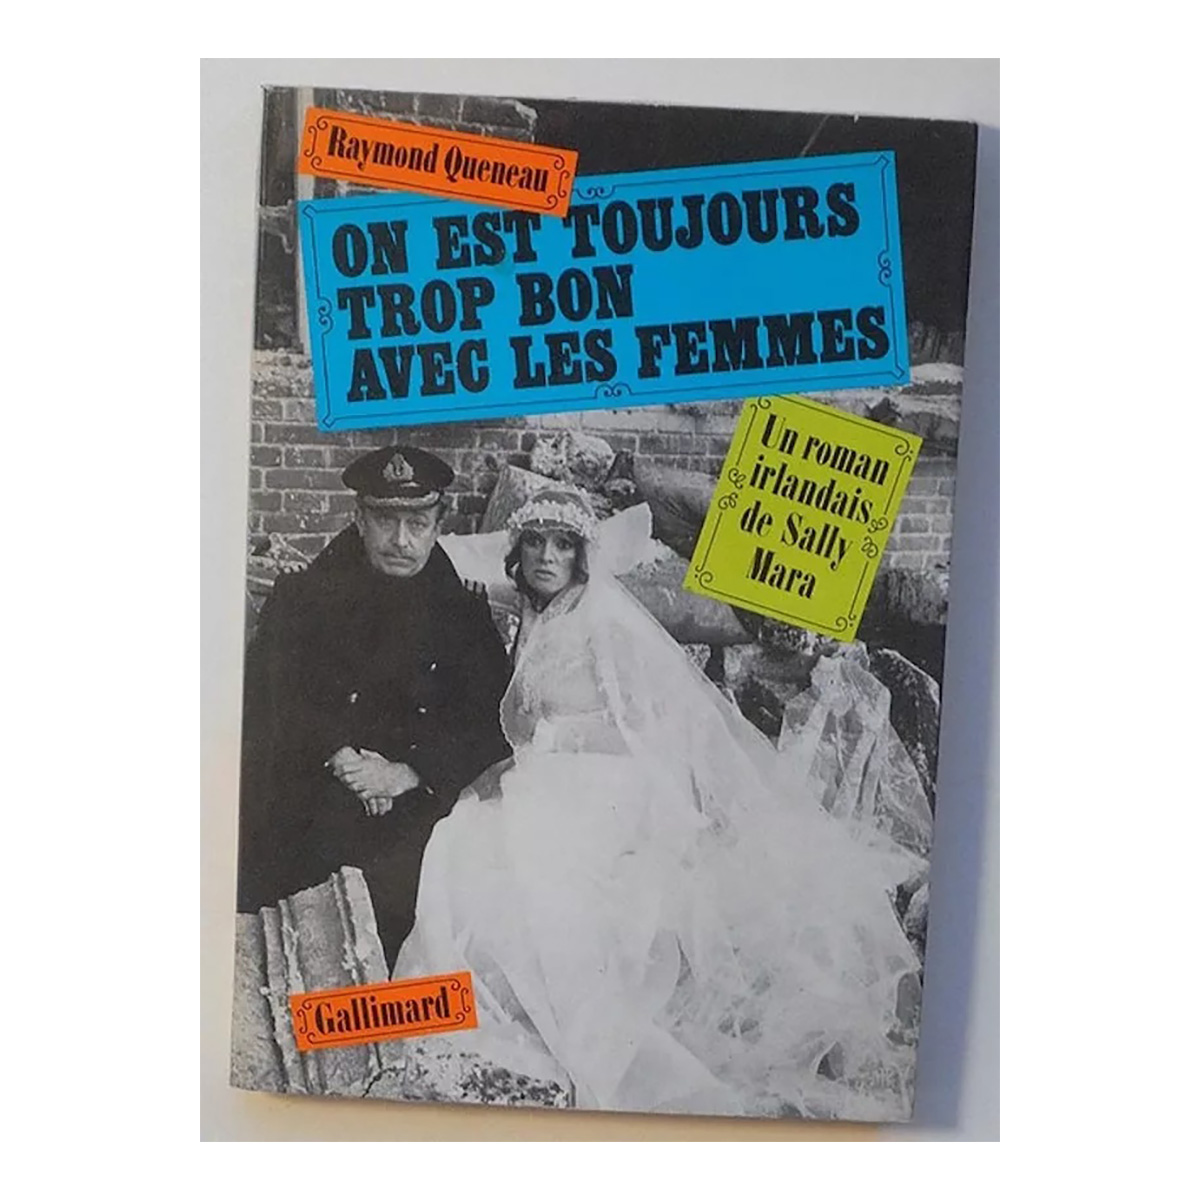 Raymond Queneau
ON EST TOUJOURS
TROP BON
AVEC LES FEMMES
Un roman
irlandais
de Sally
Mara
Gallimard